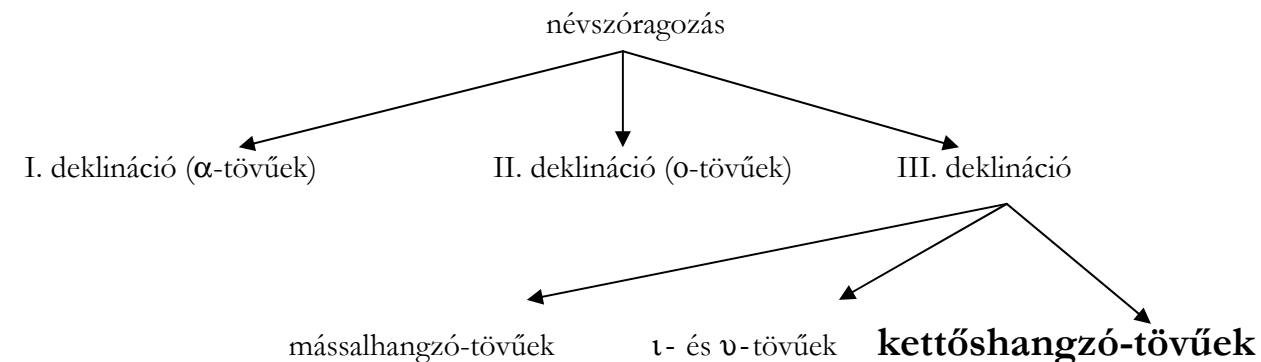 névszóragozás
I. deklináció (α-tövűek) II. deklináció (ο-tövűek) III. deklináció
mássalhangzó-tövűek ι- és υ-tövűek kettőshangzó-tövűek